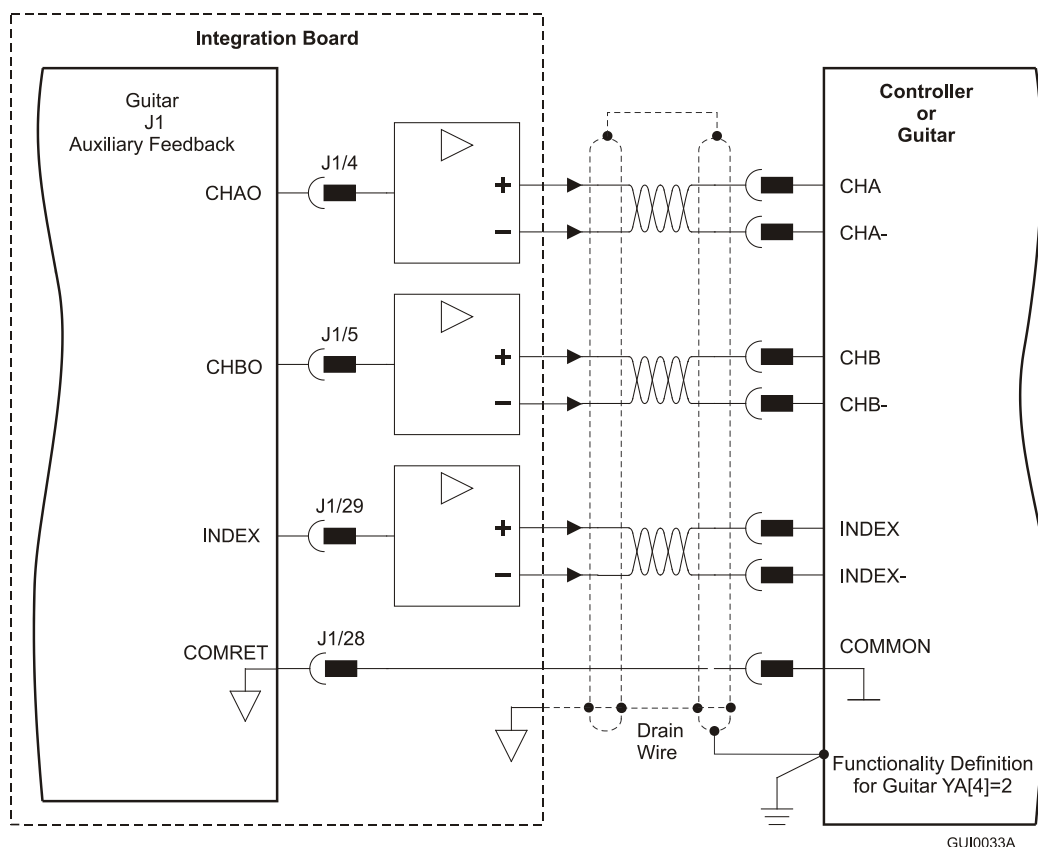 Integration Board
Guitar
J1
Auxiliary Feedback
Controller
or
Guitar
CHAO
J1/4
+
−
CHA
CHA-
CHBO
J1/5
+
−
CHB
CHB-
INDEX
J1/29
+
−
INDEX
INDEX-
COMRET
J1/28
COMMON
Drain
Wire
Functionality Definition
for Guitar YA[4]=2
GUI0033A